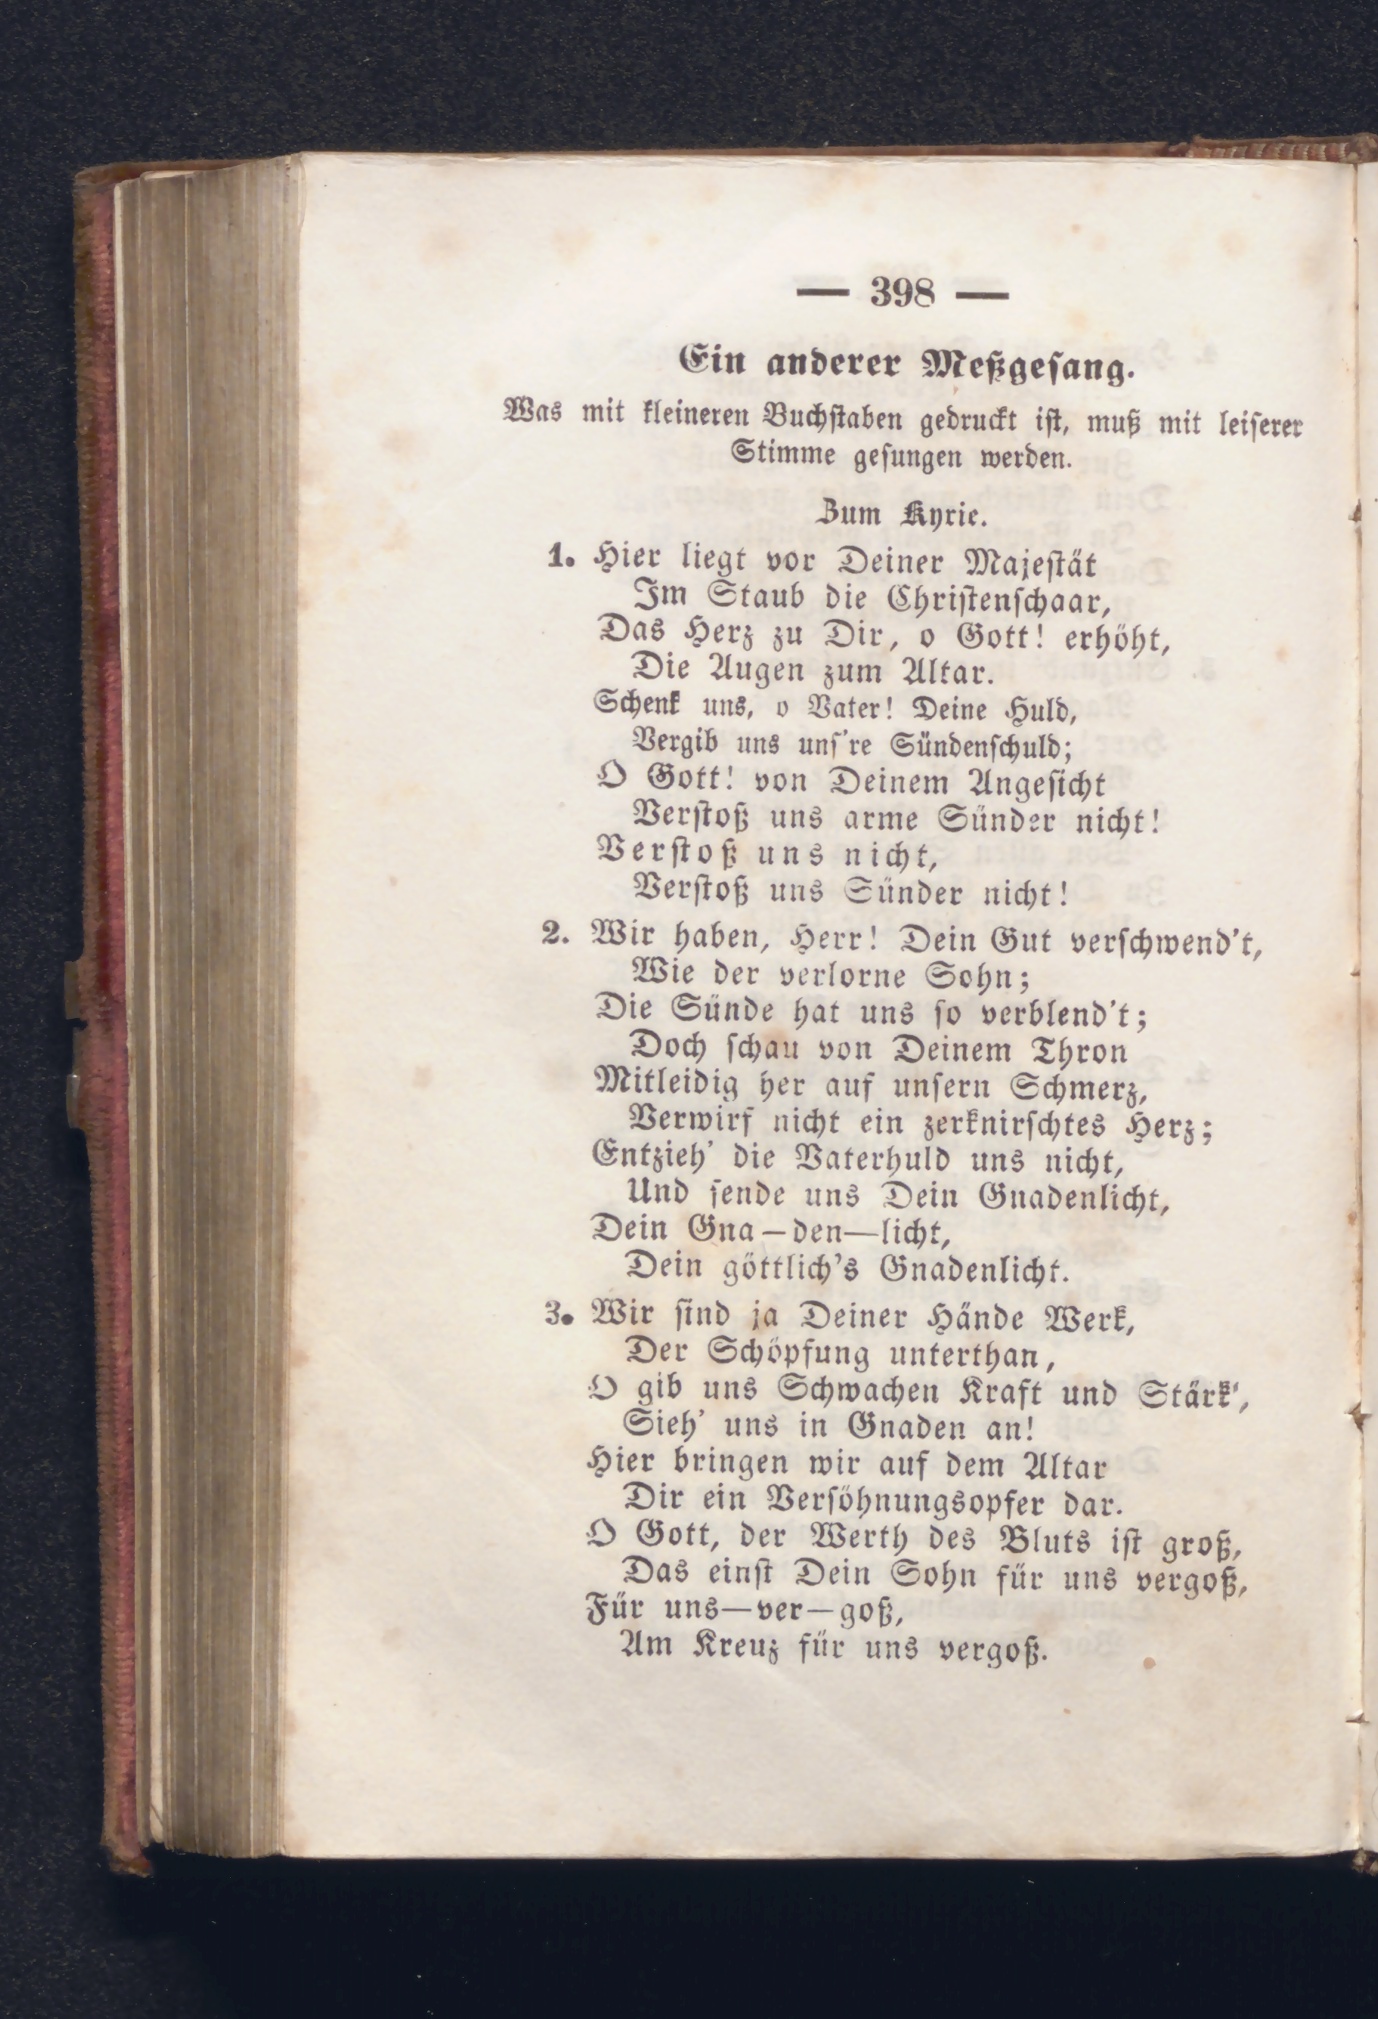 — 398 —
Ein anderer Meßgesang.
Was mit kleineren Buchstaben gedruckt ist, muß mit leiserer
Stimme gesungen werden.
Zum Kyrie.
1. Hier liegt vor Deiner Majestät
Im Staub die Christenschaar,
Das Herz zu Dir, o Gott! erhöht,
Die Augen zum Altar.
Schenk uns, o Vater! Deine Huld,
Vergib uns uns're Sündenschuld;
O Gott! von Deinem Angesicht
Verstoß uns arme Sünder nicht!
Verstoß uns nicht,
Verstoß uns Sünder nicht!
2. Wir haben, Herr! Dein Gut verschwend't,
Wie der verlorne Sohn;
Die Sünde hat uns so verblend't;
Doch schau von Deinem Thron
Mitleidig her auf unsern Schmerz,
Verwirf nicht ein zerknirschtes Herz;
Entzieh' die Vaterhuld uns nicht,
Und sende uns Dein Gnadenlicht,
Dein Gna—den—licht,
Dein göttlich's Gnadenlicht.
3. Wir sind ja Deiner Hände Werk,
Der Schöpfung unterthan,
O gib uns Schwachen Kraft und Stärk',
Sieh' uns in Gnaden an!
Hier bringen wir auf dem Altar
Dir ein Versöhnungsopfer dar.
O Gott, der Werth des Bluts ist groß,
Das einst Dein Sohn für uns vergoß,
Für uns—ver—goß,
Am Kreuz für uns vergoß.